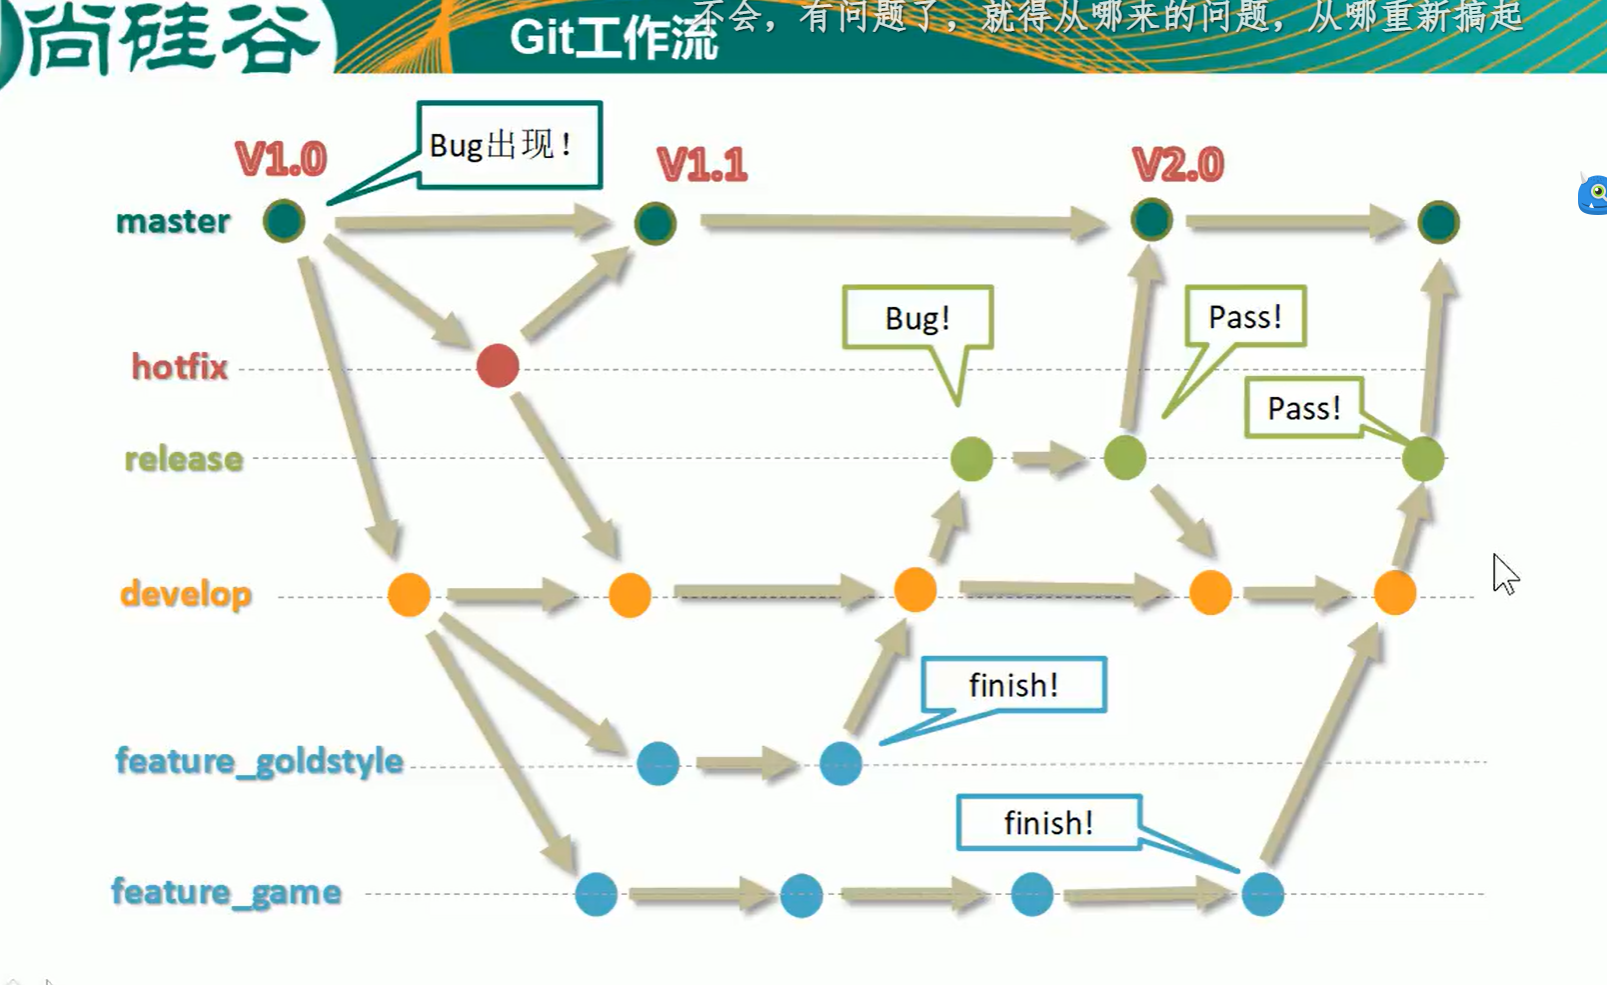 尚硅谷
Git工作流
不会，有问题了，就得从哪来的问题，从哪重新搞起
Bug出现！
V1.0
V1.1
V2.0
master
Bug!
Pass!
hotfix
Pass!
release
develop
finish!
feature_goldstyle
finish!
feature_game